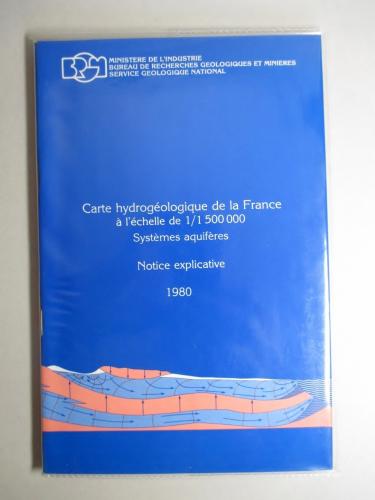 BRGM
MINISTERE DE L'INDUSTRIE
BUREAU DE RECHERCHES GEOLOGIQUES ET MINIERES
SERVICE GEOLOGIQUE NATIONAL
Carte hydrogéologique de la France
à l'échelle de 1/1 500 000
Systèmes aquifères
Notice explicative
1980